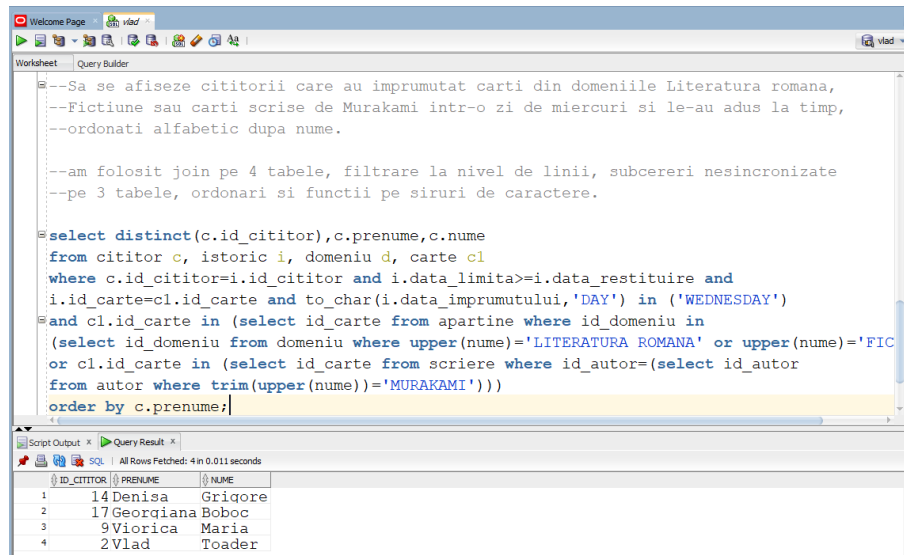 Welcome Page
vlad
vlad
Worksheet Query Builder
--Sa se afiseze cititorii care au imprumutat carti din domeniile Literatura romana,
--Fictiune sau carti scrise de Murakami intr-o zi de miercuri si le-au adus la timp,
--ordonati alfabetic dupa nume.
--am folosit join pe 4 tabele, filtrare la nivel de linii, subcereri nesincronizate
--pe 3 tabele, ordonari si functii pe siruri de caractere.
select distinct(c.id_cititor),c.prenume,c.nume
from cititor c, istoric i, domeniu d, carte c1
where c.id_cititor=i.id_cititor and i.data_limita>=i.data_restituire and
i.id_carte=c1.id_carte and to_char(i.data_imprumutului,'DAY') in ('WEDNESDAY')
and c1.id_carte in (select id_carte from apartine where id_domeniu in
(select id_domeniu from domeniu where upper(nume)='LITERATURA ROMANA' or upper(nume)='FIC
or c1.id_carte in (select id_carte from scriere where id_autor=(select id_autor
from autor where trim(upper(nume))='MURAKAMI')))
order by c.prenume;
Script Output x Query Result x
SQL | All Rows Fetched: 4 in 0.011 seconds
ID_CITITOR PRENUME NUME
1 14 Denisa Grigore
2 17 Georgiana Boboc
3 9 Viorica Maria
4 2 Vlad Toader